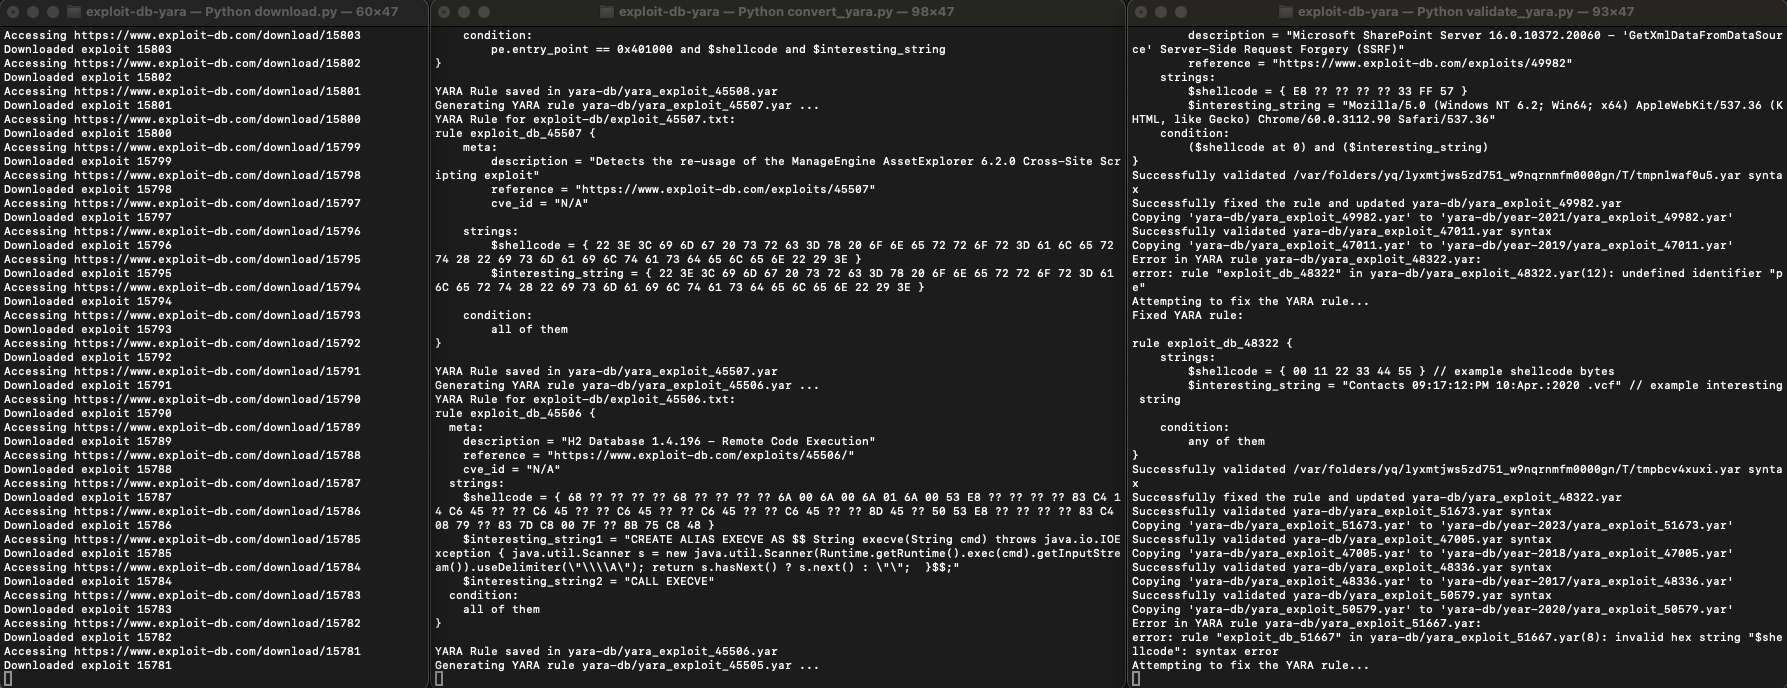 exploit-db-yara — Python download.py — 60×47
Accessing https://www.exploit-db.com/download/15803
Downloaded exploit 15803
Accessing https://www.exploit-db.com/download/15802
Downloaded exploit 15802
Accessing https://www.exploit-db.com/download/15801
Downloaded exploit 15801
Accessing https://www.exploit-db.com/download/15800
Downloaded exploit 15800
Accessing https://www.exploit-db.com/download/15799
Downloaded exploit 15799
Accessing https://www.exploit-db.com/download/15798
Downloaded exploit 15798
Accessing https://www.exploit-db.com/download/15797
Downloaded exploit 15797
Accessing https://www.exploit-db.com/download/15796
Downloaded exploit 15796
Accessing https://www.exploit-db.com/download/15795
Downloaded exploit 15795
Accessing https://www.exploit-db.com/download/15794
Downloaded exploit 15794
Accessing https://www.exploit-db.com/download/15793
Downloaded exploit 15793
Accessing https://www.exploit-db.com/download/15792
Downloaded exploit 15792
Accessing https://www.exploit-db.com/download/15791
Downloaded exploit 15791
Accessing https://www.exploit-db.com/download/15790
Downloaded exploit 15790
Accessing https://www.exploit-db.com/download/15789
Downloaded exploit 15789
Accessing https://www.exploit-db.com/download/15788
Downloaded exploit 15788
Accessing https://www.exploit-db.com/download/15787
Downloaded exploit 15787
Accessing https://www.exploit-db.com/download/15786
Downloaded exploit 15786
Accessing https://www.exploit-db.com/download/15785
Downloaded exploit 15785
Accessing https://www.exploit-db.com/download/15784
Downloaded exploit 15784
Accessing https://www.exploit-db.com/download/15783
Downloaded exploit 15783
Accessing https://www.exploit-db.com/download/15782
Downloaded exploit 15782
Accessing https://www.exploit-db.com/download/15781
Downloaded exploit 15781
exploit-db-yara — Python convert_yara.py — 98×47
condition:
pe.entry_point == 0x401000 and $shellcode and $interesting_string
}
YARA Rule saved in yara-db/yara_exploit_45508.yar
Generating YARA rule yara-db/yara_exploit_45507.yar ...
YARA Rule for exploit-db/exploit_45507.txt:
rule exploit_db_45507 {
meta:
description = "Detects the re-usage of the ManageEngine AssetExplorer 6.2.0 Cross-Site Scr
ipting exploit"
reference = "https://www.exploit-db.com/exploits/45507"
cve_id = "N/A"
strings:
$shellcode = { 22 3E 3C 69 6D 67 20 73 72 63 3D 78 20 6F 6E 65 72 72 6F 72 3D 61 6C 65 72
74 28 22 69 73 6D 61 69 6C 74 61 73 64 65 6C 65 6E 22 29 3E }
$interesting_string = { 22 3E 3C 69 6D 67 20 73 72 63 3D 78 20 6F 6E 65 72 72 6F 72 3D 61
6C 65 72 74 28 22 69 73 6D 61 69 6C 74 61 73 64 65 6C 65 6E 22 29 3E }
condition:
all of them
}
YARA Rule saved in yara-db/yara_exploit_45507.yar
Generating YARA rule yara-db/yara_exploit_45506.yar ...
YARA Rule for exploit-db/exploit_45506.txt:
rule exploit_db_45506 {
meta:
description = "H2 Database 1.4.196 - Remote Code Execution"
reference = "https://www.exploit-db.com/exploits/45506/"
cve_id = "N/A"
strings:
$shellcode = { 68 ?? ?? ?? ?? 68 ?? ?? ?? ?? 6A 00 6A 00 6A 01 6A 00 53 E8 ?? ?? ?? ?? 83 C4 1
4 C6 45 ?? ?? C6 45 ?? ?? C6 45 ?? ?? C6 45 ?? ?? C6 45 ?? ?? 8D 45 ?? 50 53 E8 ?? ?? ?? ?? 83 C4
08 79 ?? 83 7D C8 00 7F ?? 8B 75 C8 48 }
$interesting_string1 = "CREATE ALIAS EXECVE AS $$ String execve(String cmd) throws java.io.IOE
xception { java.util.Scanner s = new java.util.Scanner(Runtime.getRuntime().exec(cmd).getInputStre
am()).useDelimiter(\"\\\\A\"); return s.hasNext() ? s.next() : \"\";  }$$;"
$interesting_string2 = "CALL EXECVE"
condition:
all of them
}
YARA Rule saved in yara-db/yara_exploit_45506.yar
Generating YARA rule yara-db/yara_exploit_45505.yar ...
exploit-db-yara — Python validate_yara.py — 93×47
description = "Microsoft SharePoint Server 16.0.10372.20060 - 'GetXmlDataFromDataSour
ce' Server-Side Request Forgery (SSRF)"
reference = "https://www.exploit-db.com/exploits/49982"
strings:
$shellcode = { E8 ?? ?? ?? ?? 33 FF 57 }
$interesting_string = "Mozilla/5.0 (Windows NT 6.2; Win64; x64) AppleWebKit/537.36 (K
HTML, like Gecko) Chrome/60.0.3112.90 Safari/537.36"
condition:
($shellcode at 0) and ($interesting_string)
}
Successfully validated /var/folders/yq/lyxmtjws5zd751_w9nqrnmfm0000gn/T/tmpnlwaf0u5.yar synta
x
Successfully fixed the rule and updated yara-db/yara_exploit_49982.yar
Copying 'yara-db/yara_exploit_49982.yar' to 'yara-db/year-2021/yara_exploit_49982.yar'
Successfully validated yara-db/yara_exploit_47011.yar syntax
Copying 'yara-db/yara_exploit_47011.yar' to 'yara-db/year-2019/yara_exploit_47011.yar'
Error in YARA rule yara-db/yara_exploit_48322.yar:
error: rule "exploit_db_48322" in yara-db/yara_exploit_48322.yar(12): undefined identifier "p
e"
Attempting to fix the YARA rule...
Fixed YARA rule:
rule exploit_db_48322 {
strings:
$shellcode = { 00 11 22 33 44 55 } // example shellcode bytes
$interesting_string = "Contacts 09:17:12:PM 10:Apr.:2020 .vcf" // example interesting
string
condition:
any of them
}
Successfully validated /var/folders/yq/lyxmtjws5zd751_w9nqrnmfm0000gn/T/tmpbcv4xuxi.yar synta
x
Successfully fixed the rule and updated yara-db/yara_exploit_48322.yar
Successfully validated yara-db/yara_exploit_51673.yar syntax
Copying 'yara-db/yara_exploit_51673.yar' to 'yara-db/year-2023/yara_exploit_51673.yar'
Successfully validated yara-db/yara_exploit_47005.yar syntax
Copying 'yara-db/yara_exploit_47005.yar' to 'yara-db/year-2018/yara_exploit_47005.yar'
Successfully validated yara-db/yara_exploit_48336.yar syntax
Copying 'yara-db/yara_exploit_48336.yar' to 'yara-db/year-2017/yara_exploit_48336.yar'
Successfully validated yara-db/yara_exploit_50579.yar syntax
Copying 'yara-db/yara_exploit_50579.yar' to 'yara-db/year-2020/yara_exploit_50579.yar'
Error in YARA rule yara-db/yara_exploit_51667.yar:
error: rule "exploit_db_51667" in yara-db/yara_exploit_51667.yar(8): invalid hex string "$she
llcode": syntax error
Attempting to fix the YARA rule...